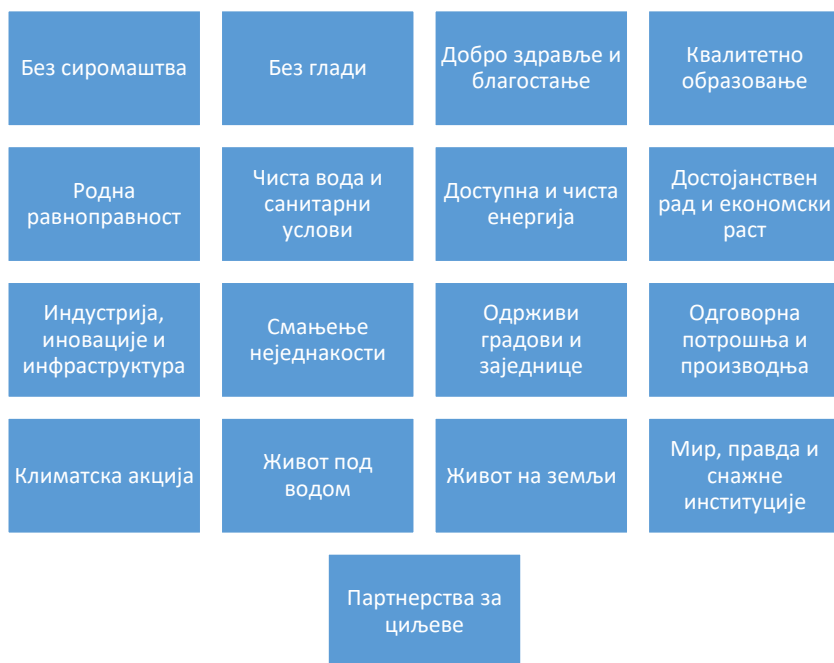 Без сиромаштва
Без глади
Добро здравље и
благостање
Квалитетно
образовање
Родна
равноправност
Чиста вода и
санитарни
услови
Доступна и чиста
енергија
Достојанствен
рад и економски
раст
Индустрија,
иновације и
инфраструктура
Смањење
неједнакости
Одрживи
градови и
заједнице
Одговорна
потрошња и
производња
Климатска акција
Живот под
водом
Живот на земљи
Мир, правда и
снажне
институције
Партнерства за
циљеве